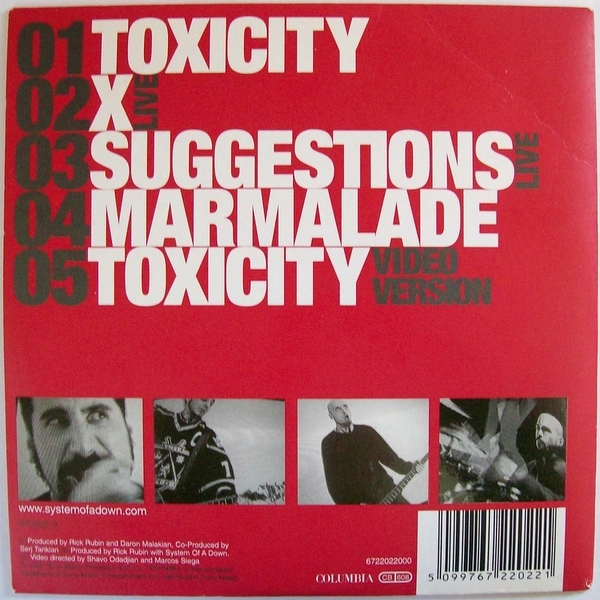 01 TOXICITY
02 X LIVE
03 SUGGESTIONS LIVE
04 MARMALADE
05 TOXICITY VIDEO VERSION
www.systemofadown.com
Produced by Rick Rubin and Daron Malakian, Co-Produced by
Serj Tankian Produced by Rick Rubin with System Of A Down.
Video directed by Shavo Odadjian and Marcos Siega
6722022000
COLUMBIA CB 608
5 099767 220221